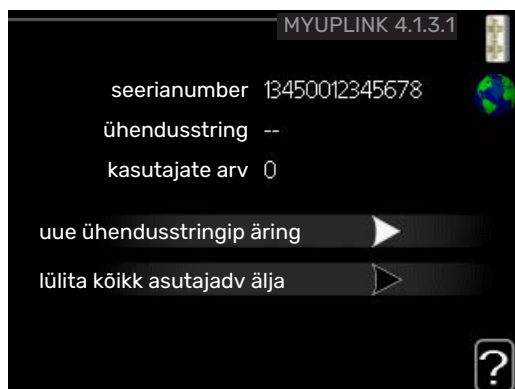 MYUPLINK 4.1.3.1
seerianumber 13450012345678
ühendusstring --
kasutajate arv 0
uue ühendusstringip äring
lülita kõikk asutajadv älja
?